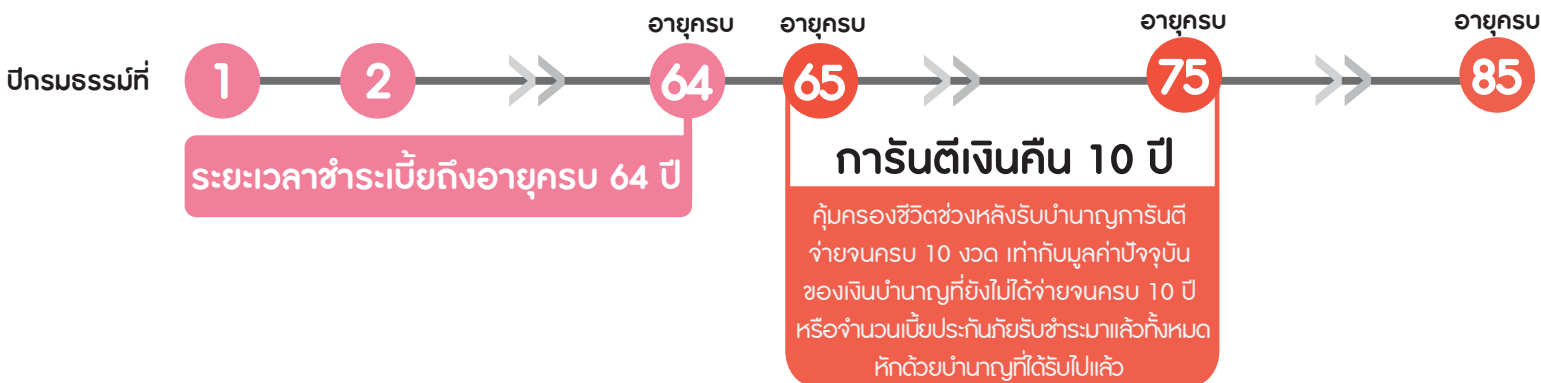 อายุครบ อายุครบ อายุครบ อายุครบ
ปีกรมธรรม์ที่ 1 2 64 65 75 85
ระยะเวลาชำระเบี้ยถึงอายุครบ 64 ปี
การันตีเงินคืน 10 ปี
คุ้มครองชีวิตช่วงหลังรับบำนาญการันตี
จ่ายจนครบ 10 งวด เท่ากับมูลค่าปัจจุบัน
ของเงินบำนาญที่ยังไม่ได้จ่ายจนครบ 10 ปี
หรือจำนวนเบี้ยประกันภัยรับชำระมาแล้วทั้งหมด
หักด้วยบำนาญที่ได้รับไปแล้ว